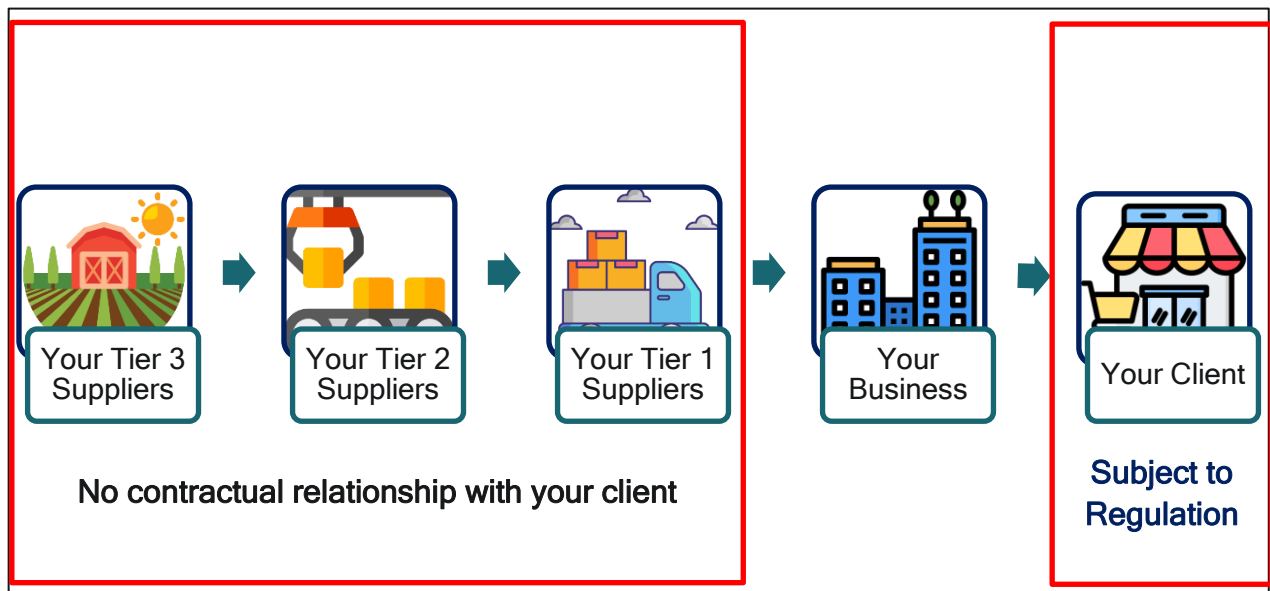 Your Tier 3
Suppliers
Your Tier 2
Suppliers
Your Tier 1
Suppliers
Your
Business
Your Client
No contractual relationship with your client
Subject to
Regulation